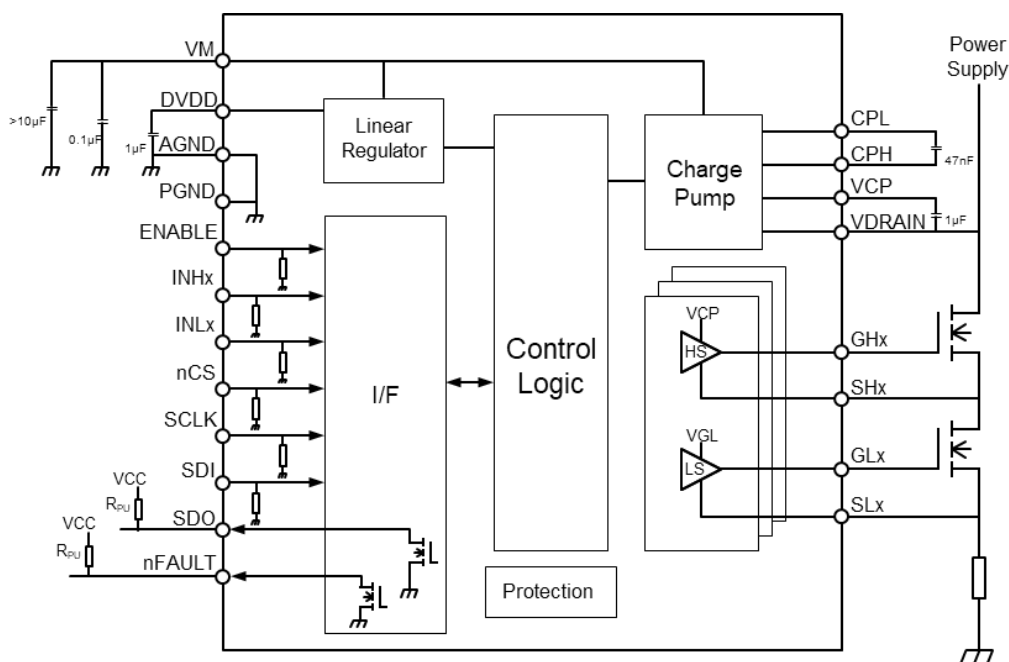 VM
DVDD
AGND
PGND
>10µF
0.1µF
1µF
ENABLE
INHx
INLx
nCS
SCLK
SDI
VCC
RPU
SDO
VCC
RPU
nFAULT
Linear
Regulator
I/F
Control
Logic
Charge
Pump
VCP
HS
VGL
LS
Protection
Power
Supply
CPL
CPH
47nF
VCP
1µF
VDRAIN
GHx
SHx
GLx
SLx